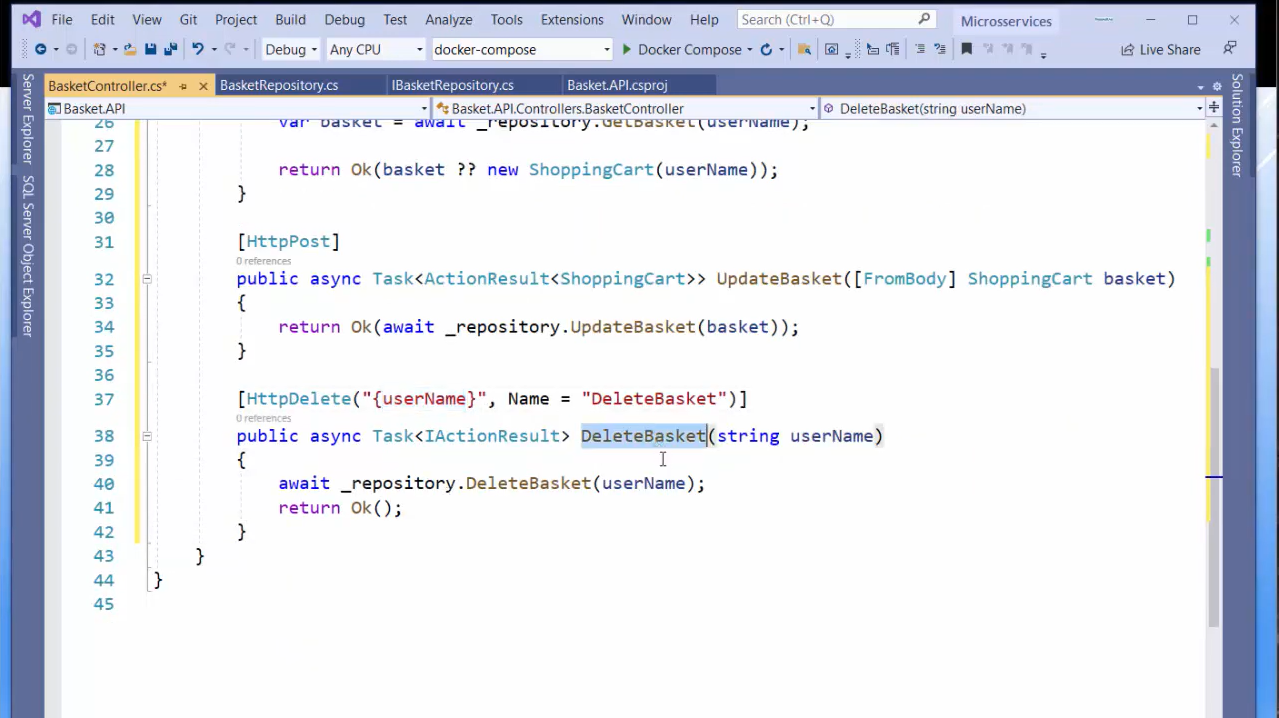 File Edit View Git Project Build Debug Test Analyze Tools Extensions Window Help Search (Ctrl+Q) Microservices
Debug Any CPU docker-compose Docker Compose Live Share
BasketController.cs* BasketRepository.cs IBasketRepository.cs Basket.API.csproj
Basket.API Basket.API.Controllers.BasketController DeleteBasket(string userName)
Server Explorer
SQL Server Object Explorer
Solution Explorer
26 var basket = await _repository.GetBasket(userName);
27
28 return Ok(basket ?? new ShoppingCart(userName));
29 }
30
31 [HttpPost]
0 references
32 public async Task<ActionResult<ShoppingCart>> UpdateBasket([FromBody] ShoppingCart basket)
33 {
34 return Ok(await _repository.UpdateBasket(basket));
35 }
36
37 [HttpDelete("{userName}", Name = "DeleteBasket")]
0 references
38 public async Task<IActionResult> DeleteBasket(string userName)
39 {
40 await _repository.DeleteBasket(userName);
41 return Ok();
42 }
43 }
44 }
45